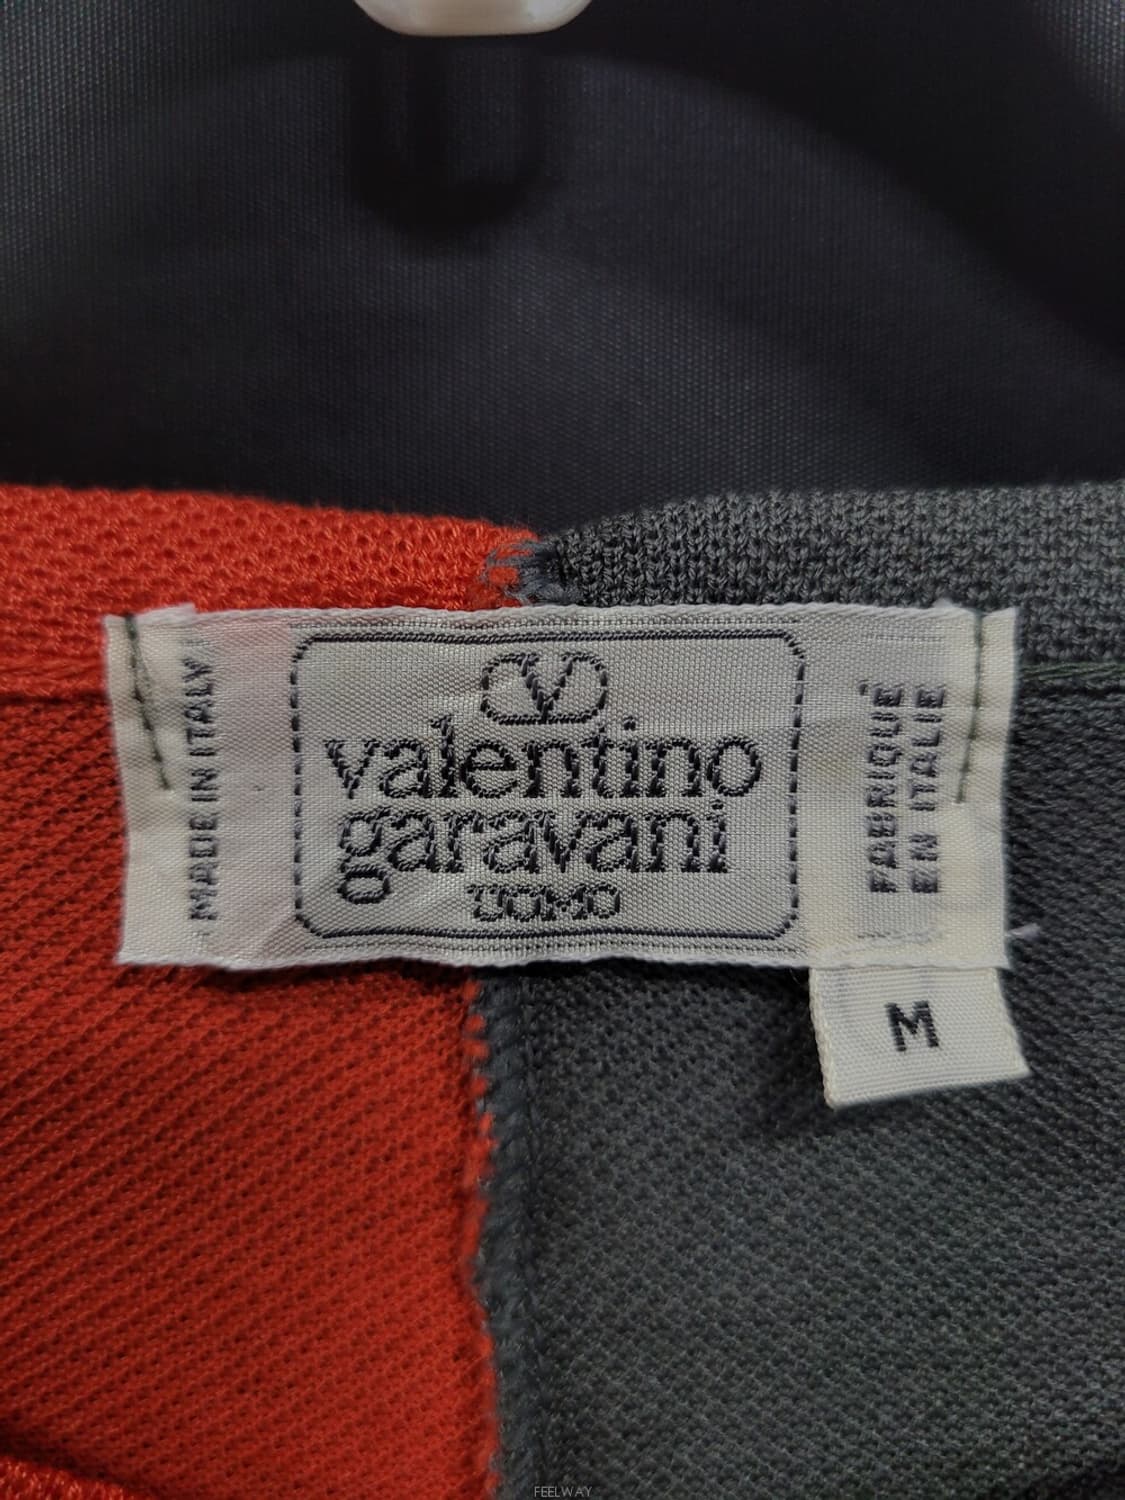 MADE IN ITALY
V
valentino
garavani
UOMO
FABRIQUÉ
EN ITALIE
M
FEELWAY